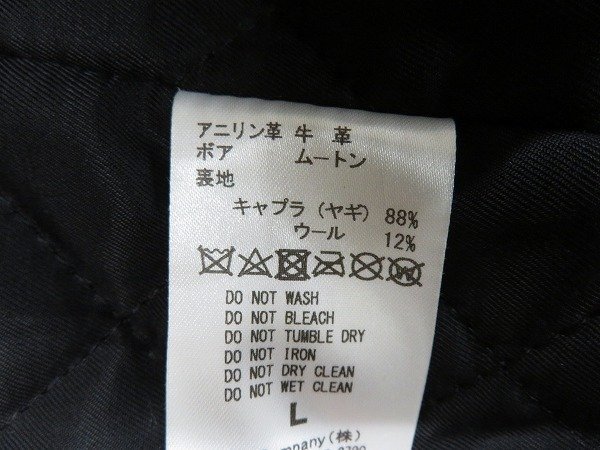 アニリン革 牛 革
ボア ムートン
裏地
キャプラ (ヤギ) 88%
ウール 12%
DO NOT WASH
DO NOT BLEACH
DO NOT TUMBLE DRY
DO NOT IRON
DO NOT DRY CLEAN
DO NOT WET CLEAN
L
mpany(株)